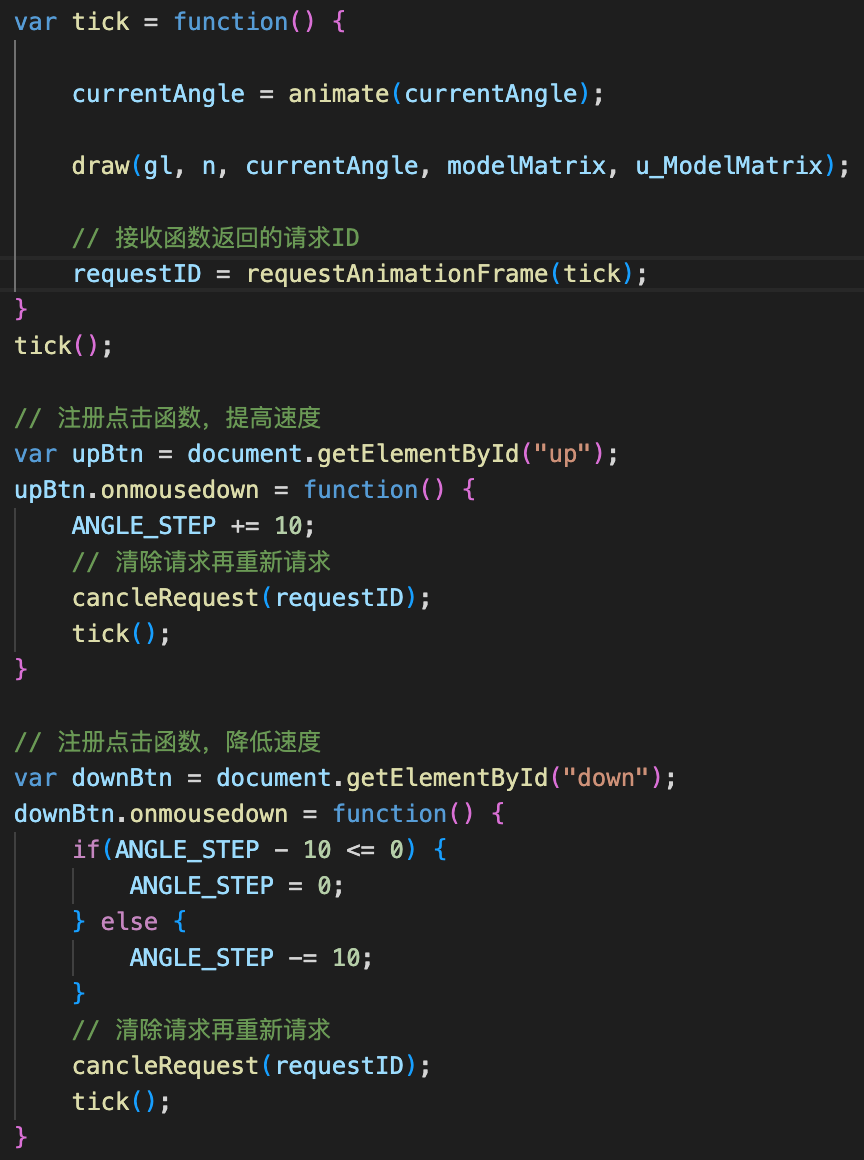 var tick = function() {
currentAngle = animate(currentAngle);
draw(gl, n, currentAngle, modelMatrix, u_ModelMatrix);
// 接收函数返回的请求ID
requestID = requestAnimationFrame(tick);
}
tick();
// 注册点击函数，提高速度
var upBtn = document.getElementById("up");
upBtn.onmousedown = function() {
ANGLE_STEP += 10;
// 清除请求再重新请求
cancleRequest(requestID);
tick();
}
// 注册点击函数，降低速度
var downBtn = document.getElementById("down");
downBtn.onmousedown = function() {
if(ANGLE_STEP - 10 <= 0) {
ANGLE_STEP = 0;
} else {
ANGLE_STEP -= 10;
}
// 清除请求再重新请求
cancleRequest(requestID);
tick();
}